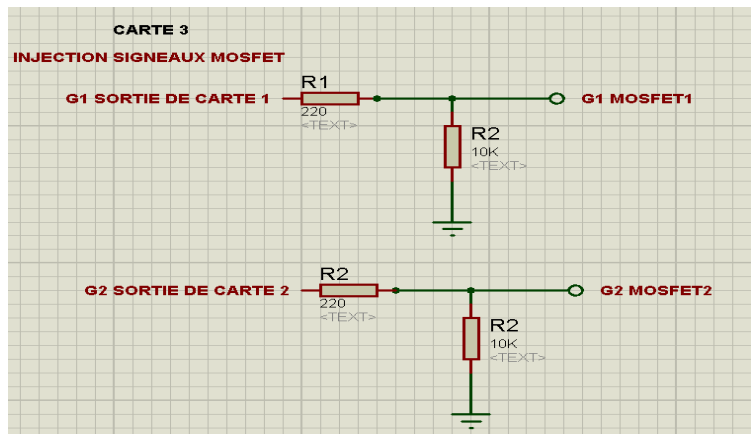 CARTE 3
INJECTION SIGNEAUX MOSFET
R1
G1 SORTIE DE CARTE 1
G1 MOSFET1
220
<TEXT>
R2
10K
<TEXT>
R2
G2 SORTIE DE CARTE 2
G2 MOSFET2
220
<TEXT>
R2
10K
<TEXT>